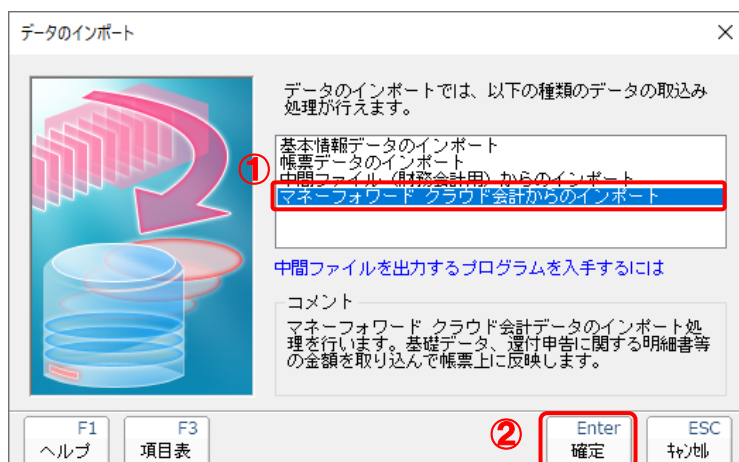 データのインポート
データのインポートでは、以下の種類のデータの取込み
処理が行えます。
基本情報データのインポート
①
帳票データのインポート
中間ファイル（財務会計用）からのインポート
マネーフォワード クラウド会計からのインポート
中間ファイルを出力するプログラムを入手するには
コメント
マネーフォワード クラウド会計データのインポート処
理を行います。基礎データ、還付申告に関する明細書等
の金額を取り込んで帳票上に反映します。
F1
ヘルプ
F3
項目表
②
Enter
確定
ESC
ｷｬﾝｾﾙ